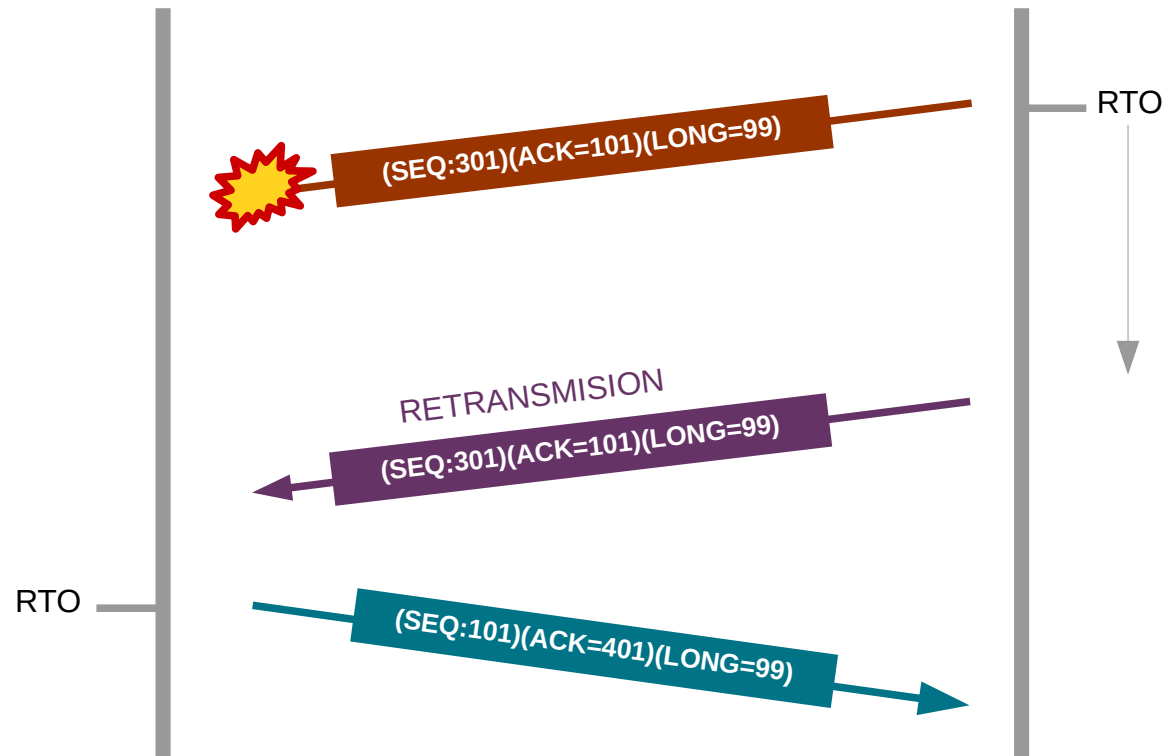 RTO
(SEQ:301)(ACK=101)(LONG=99)
RETRANSMISION
(SEQ:301)(ACK=101)(LONG=99)
RTO
(SEQ:101)(ACK=401)(LONG=99)